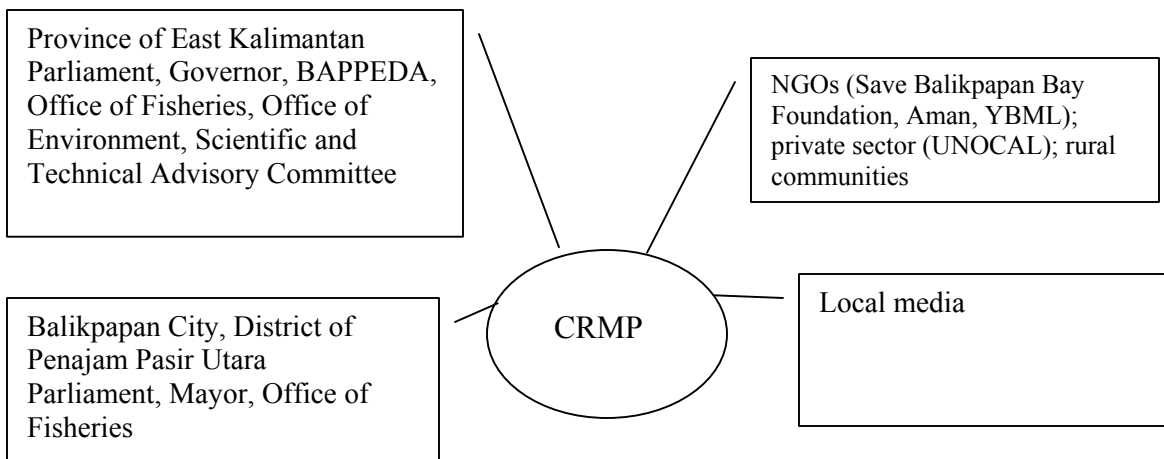 Province of East Kalimantan
Parliament, Governor, BAPPEDA,
Office of Fisheries, Office of
Environment, Scientific and
Technical Advisory Committee
NGOs (Save Balikpapan Bay
Foundation, Aman, YBML);
private sector (UNOCAL); rural
communities
Balikpapan City, District of
Penajam Pasir Utara
Parliament, Mayor, Office of
Fisheries
CRMP
Local media